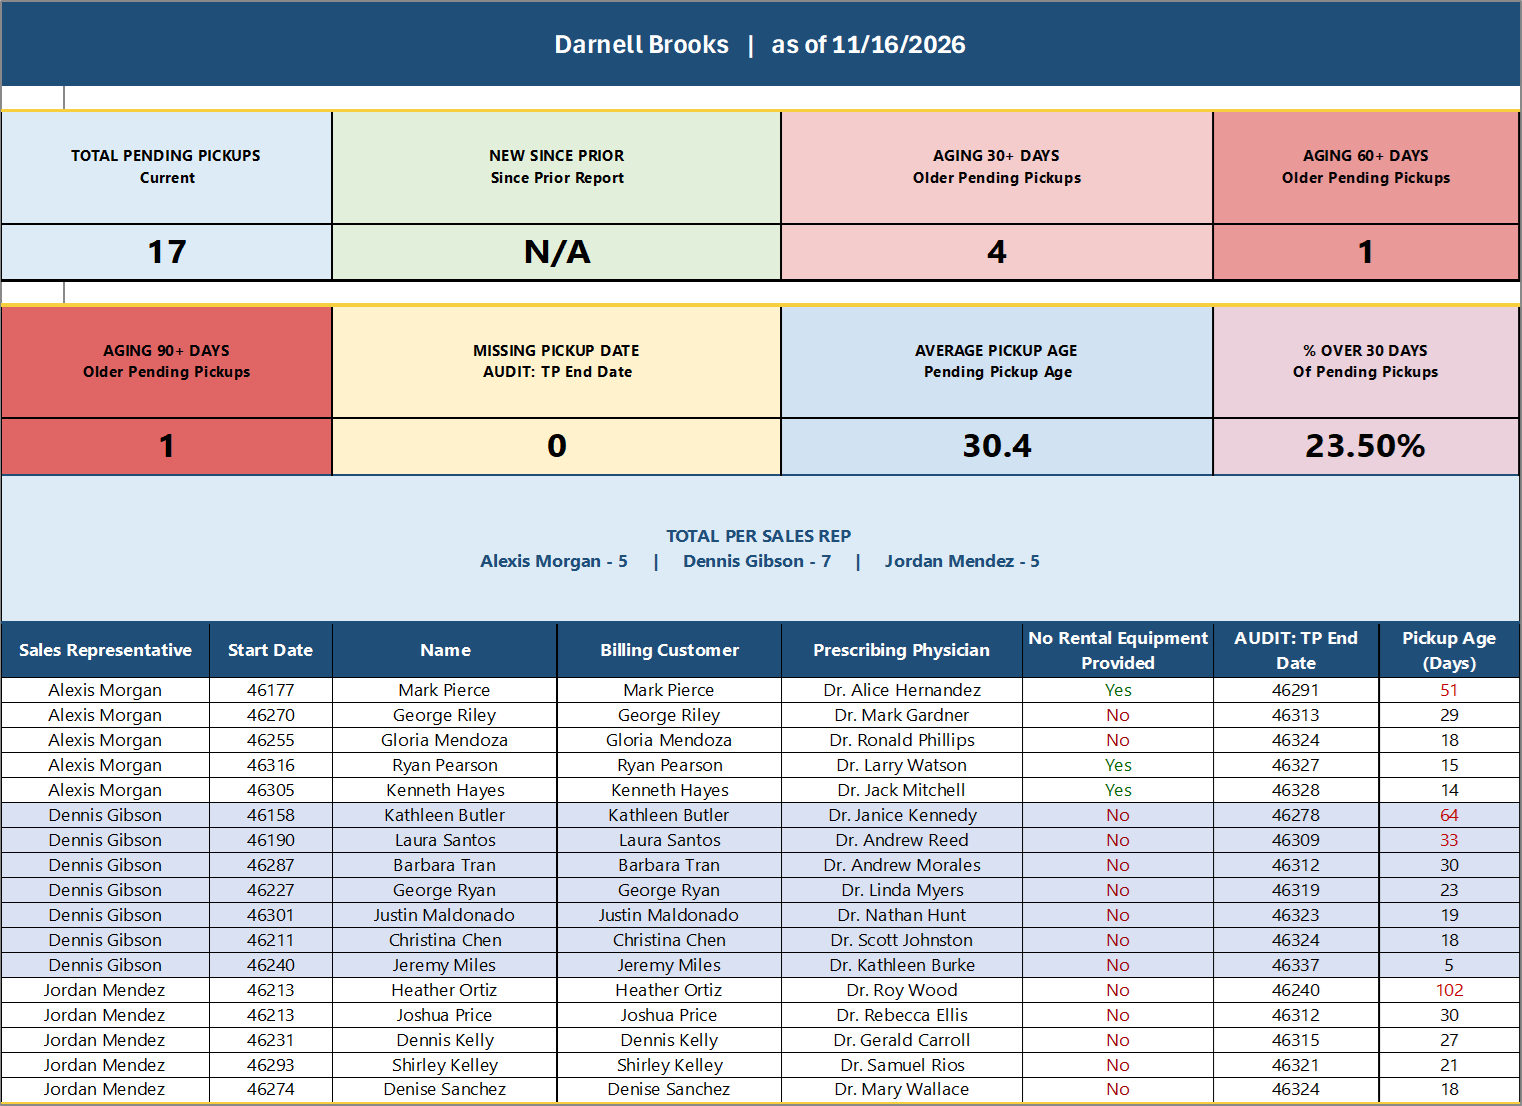 Darnell Brooks | as of 11/16/2026
TOTAL PENDING PICKUPS
Current
NEW SINCE PRIOR
Since Prior Report
AGING 30+ DAYS
Older Pending Pickups
AGING 60+ DAYS
Older Pending Pickups
17 N/A 4 1
AGING 90+ DAYS
Older Pending Pickups
MISSING PICKUP DATE
AUDIT: TP End Date
AVERAGE PICKUP AGE
Pending Pickup Age
% OVER 30 DAYS
Of Pending Pickups
1 0 30.4 23.50%
TOTAL PER SALES REP
Alexis Morgan - 5 | Dennis Gibson - 7 | Jordan Mendez - 5
Sales Representative Start Date Name Billing Customer Prescribing Physician No Rental Equipment Provided AUDIT: TP End Date Pickup Age (Days)
Alexis Morgan 46177 Mark Pierce Mark Pierce Dr. Alice Hernandez Yes 46291 51
Alexis Morgan 46270 George Riley George Riley Dr. Mark Gardner No 46313 29
Alexis Morgan 46255 Gloria Mendoza Gloria Mendoza Dr. Ronald Phillips No 46324 18
Alexis Morgan 46316 Ryan Pearson Ryan Pearson Dr. Larry Watson Yes 46327 15
Alexis Morgan 46305 Kenneth Hayes Kenneth Hayes Dr. Jack Mitchell Yes 46328 14
Dennis Gibson 46158 Kathleen Butler Kathleen Butler Dr. Janice Kennedy No 46278 64
Dennis Gibson 46190 Laura Santos Laura Santos Dr. Andrew Reed No 46309 33
Dennis Gibson 46287 Barbara Tran Barbara Tran Dr. Andrew Morales No 46312 30
Dennis Gibson 46227 George Ryan George Ryan Dr. Linda Myers No 46319 23
Dennis Gibson 46301 Justin Maldonado Justin Maldonado Dr. Nathan Hunt No 46323 19
Dennis Gibson 46211 Christina Chen Christina Chen Dr. Scott Johnston No 46324 18
Dennis Gibson 46240 Jeremy Miles Jeremy Miles Dr. Kathleen Burke No 46337 5
Jordan Mendez 46213 Heather Ortiz Heather Ortiz Dr. Roy Wood No 46240 102
Jordan Mendez 46213 Joshua Price Joshua Price Dr. Rebecca Ellis No 46312 30
Jordan Mendez 46231 Dennis Kelly Dennis Kelly Dr. Gerald Carroll No 46315 27
Jordan Mendez 46293 Shirley Kelley Shirley Kelley Dr. Samuel Rios No 46321 21
Jordan Mendez 46274 Denise Sanchez Denise Sanchez Dr. Mary Wallace No 46324 18